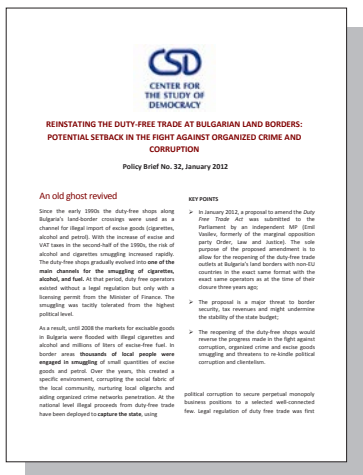 CSD
CENTER FOR
THE STUDY OF
DEMOCRACY
REINSTATING THE DUTY-FREE TRADE AT BULGARIAN LAND BORDERS:
POTENTIAL SETBACK IN THE FIGHT AGAINST ORGANIZED CRIME AND
CORRUPTION
Policy Brief No. 32, January 2012
An old ghost revived
Since the early 1990s the duty-free shops along
Bulgaria's land-border crossings were used as a
channel for illegal import of excise goods (cigarettes,
alcohol and petrol). With the increase of excise and
VAT taxes in the second-half of the 1990s, the risk of
alcohol and cigarettes smuggling increased rapidly.
The duty-free shops gradually evolved into one of the
main channels for the smuggling of cigarettes,
alcohol, and fuel. At that period, duty free operators
existed without a legal regulation but only with a
licensing permit from the Minister of Finance. The
smuggling was tacitly tolerated from the highest
political level.
As a result, until 2008 the markets for excisable goods
in Bulgaria were flooded with illegal cigarettes and
alcohol and millions of liters of excise-free fuel. In
border areas thousands of local people were
engaged in smuggling of small quantities of excise
goods and petrol. Over the years, this created a
specific environment, corrupting the social fabric of
the local community, nurturing local oligarchs and
aiding organized crime networks penetration. At the
national level illegal proceeds from duty-free trade
have been deployed to capture the state, using
KEY POINTS
➢ In January 2012, a proposal to amend the Duty
Free Trade Act was submitted to the
Parliament by an independent MP (Emil
Vasilev, formerly of the marginal opposition
party Order, Law and Justice). The sole
purpose of the proposed amendment is to
allow for the reopening of the duty-free trade
outlets at Bulgaria's land borders with non-EU
countries in the exact same format with the
exact same operators as at the time of their
closure three years ago;
➢ The proposal is a major threat to border
security, tax revenues and might undermine
the stability of the state budget;
➢ The reopening of the duty-free shops would
reverse the progress made in the fight against
corruption, organized crime and excise goods
smuggling and threatens to re-kindle political
corruption and clientelism.
political corruption to secure perpetual monopoly
business positions to a selected well-connected
few. Legal regulation of duty free trade was first